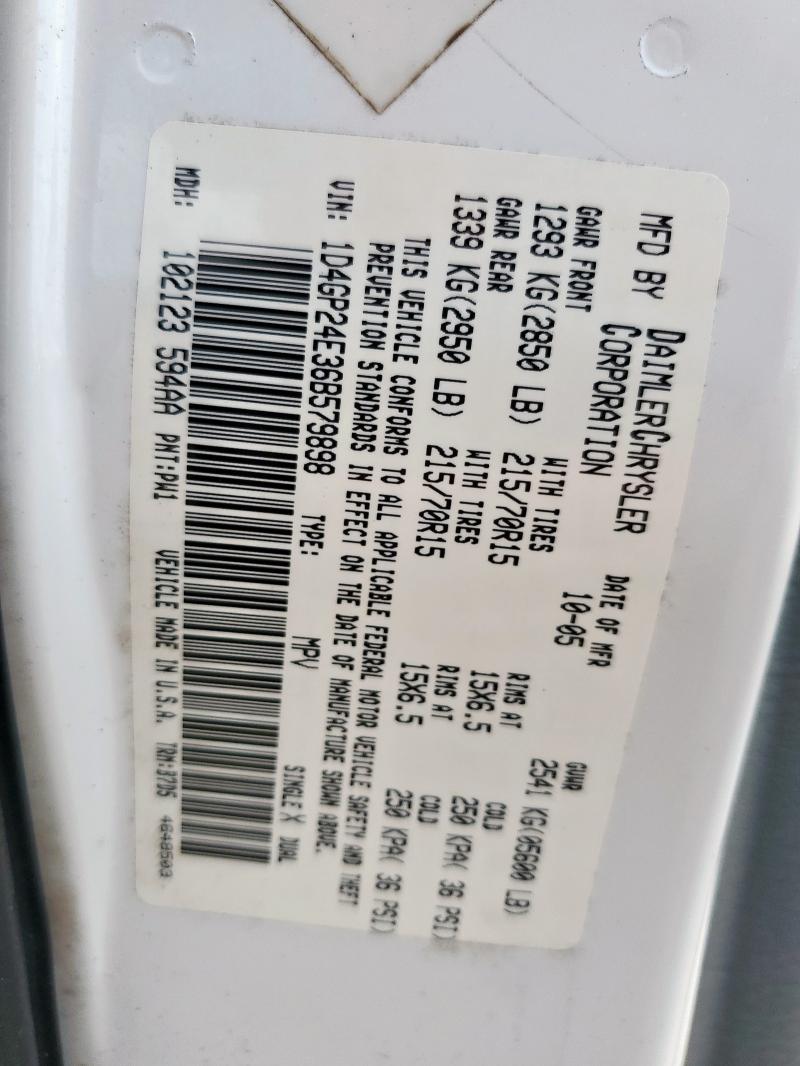 MFD BY DAIMLERCHRYSLER CORPORATION
DATE OF MFR 10-05
GVWR 2541 KG(05600 LB)
GAWR FRONT WITH TIRES RIMS AT COLD
1293 KG(2850 LB) 215/70R15 15X6.5 250 KPA( 36 PSI)
GAWR REAR WITH TIRES RIMS AT COLD
1339 KG(2950 LB) 215/70R15 15X6.5 250 KPA( 36 PSI)
THIS VEHICLE CONFORMS TO ALL APPLICABLE FEDERAL MOTOR VEHICLE SAFETY AND THEFT
PREVENTION STANDARDS IN EFFECT ON THE DATE OF MANUFACTURE SHOWN ABOVE.
VIN: 1D4GP24E36B579898 TYPE: MPV SINGLE X DUAL
MDH: 102123 594AA PNT:PW1 VEHICLE MADE IN U.S.A. TRM:B7D5 4648503